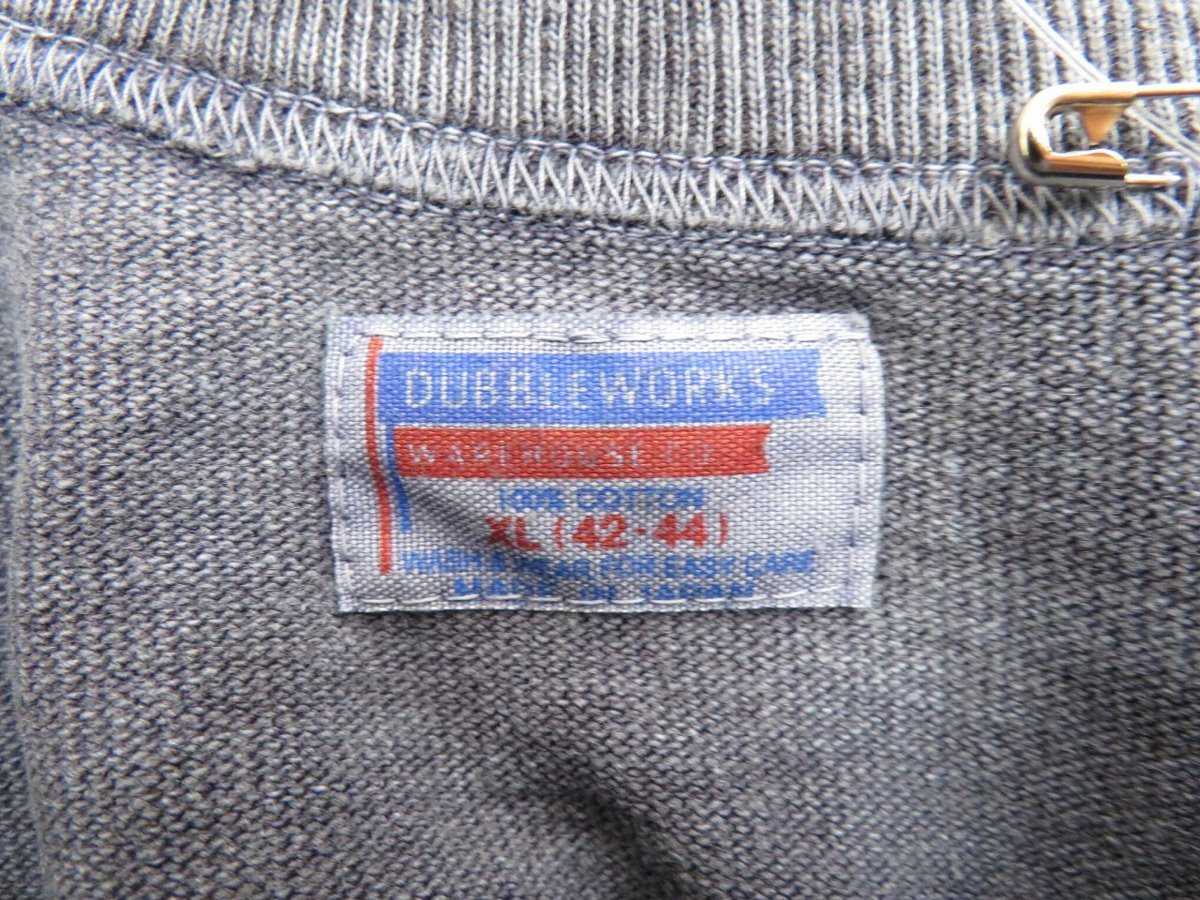 DUBBLEWORKS
WAREHOUSE CO
100% COTTON
XL (42-44)
WASH WEAR FOR EASY CARE
MADE IN JAPAN